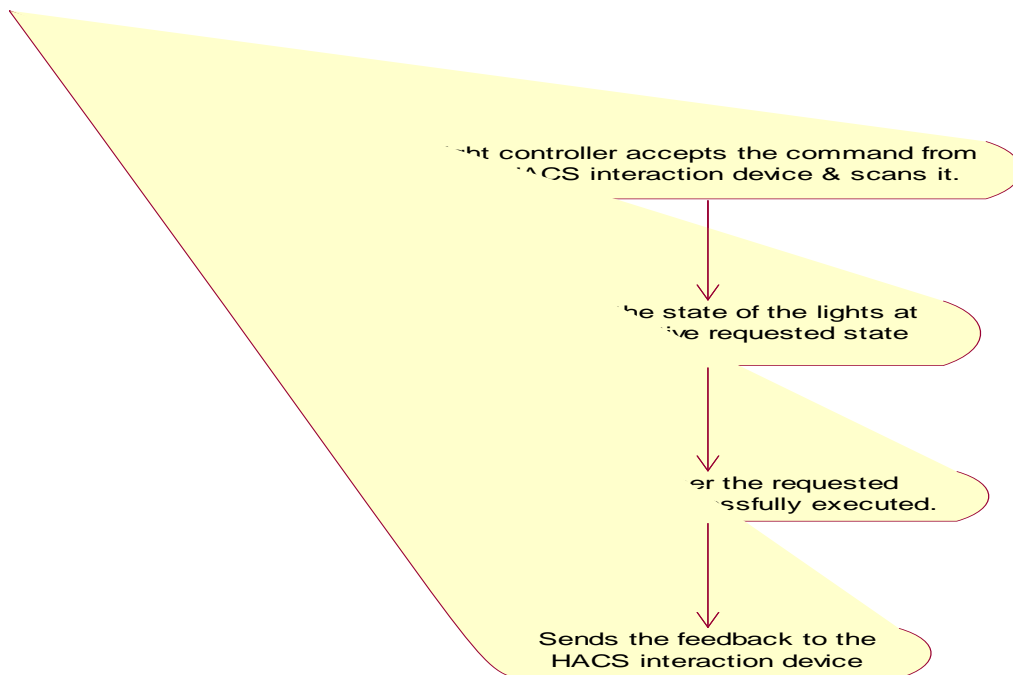 controller accepts the command from
interaction device & scans it.
state of the lights at
requested state
the requested
executed.
Sends the feedback to the
HACS interaction device